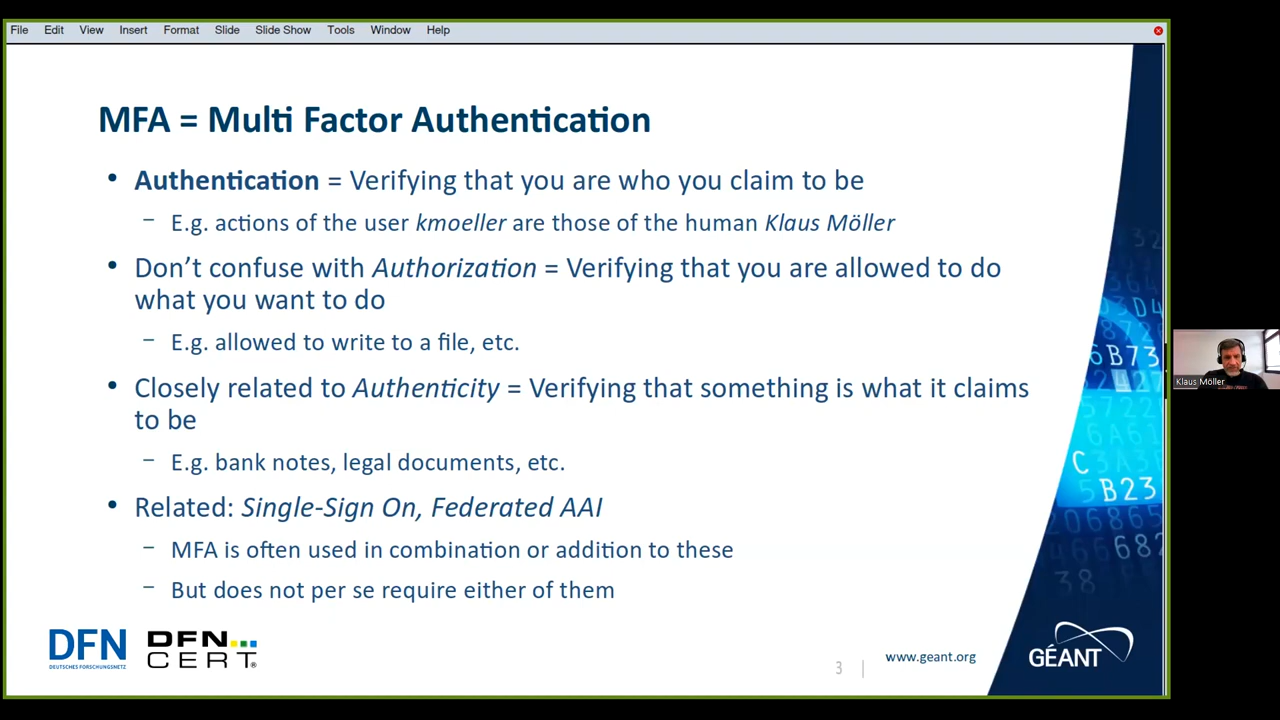 File Edit View Insert Format Slide Slide Show Tools Window Help
MFA = Multi Factor Authentication
• Authentication = Verifying that you are who you claim to be
– E.g. actions of the user kmoeller are those of the human Klaus Möller
• Don’t confuse with Authorization = Verifying that you are allowed to do
what you want to do
– E.g. allowed to write to a file, etc.
• Closely related to Authenticity = Verifying that something is what it claims
to be
– E.g. bank notes, legal documents, etc.
• Related: Single-Sign On, Federated AAI
– MFA is often used in combination or addition to these
– But does not per se require either of them
DFN
DEUTSCHES FORSCHUNGSNETZ
DFN
CERT®
3 |
www.geant.org
GÉANT
6B73
C
B23
682
38
Klaus Möller